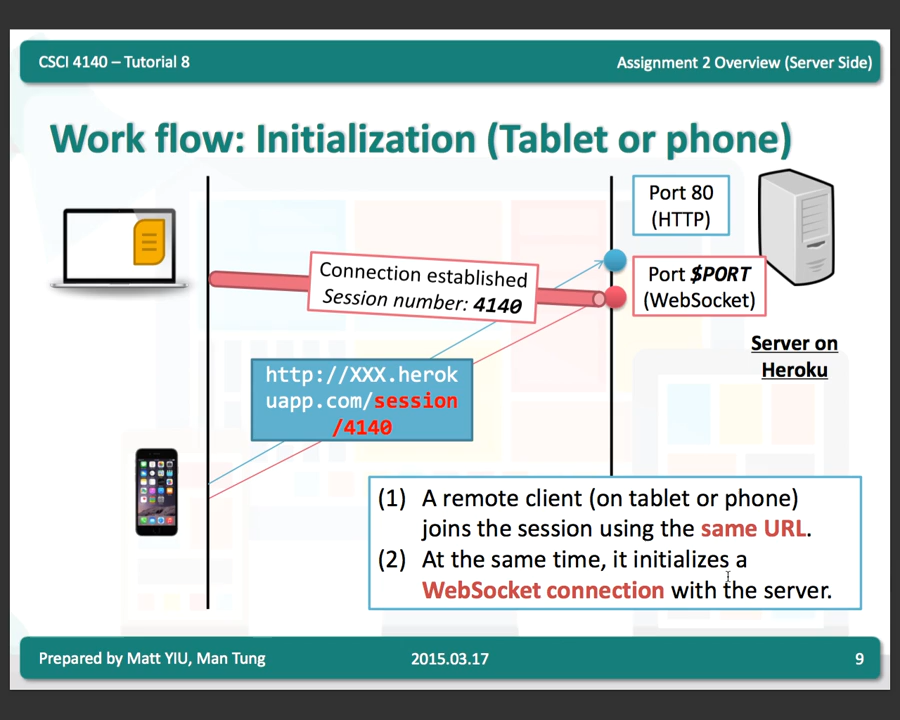 CSCI 4140 – Tutorial 8
Assignment 2 Overview (Server Side)
Work flow: Initialization (Tablet or phone)
Port 80
(HTTP)
Connection established
Session number: 4140
Port $PORT
(WebSocket)
Server on
Heroku
http://XXX.herok
uapp.com/session
/4140
(1) A remote client (on tablet or phone)
joins the session using the same URL.
(2) At the same time, it initializes a
WebSocket connection with the server.
Prepared by Matt YIU, Man Tung
2015.03.17
9